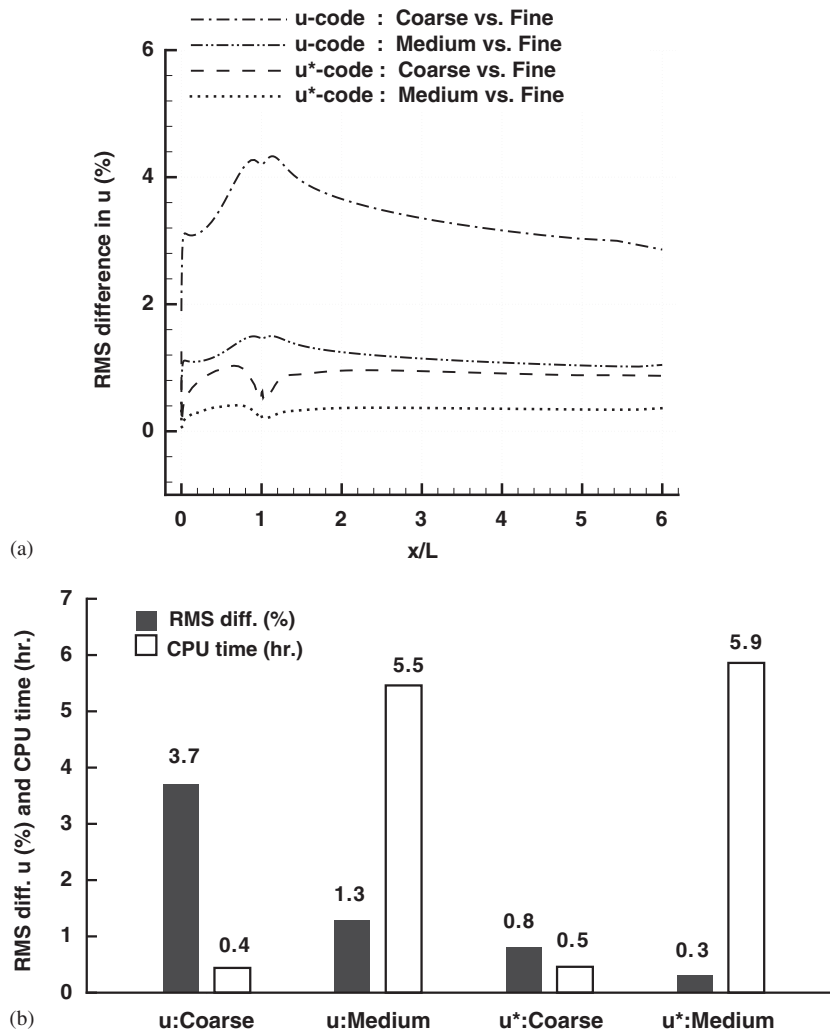 u-code : Coarse vs. Fine
u-code : Medium vs. Fine
u*-code : Coarse vs. Fine
u*-code : Medium vs. Fine
RMS difference in u (%)
6
4
2
0
0 1 2 3 4 5 6
x/L
(a)
RMS diff. u (%) and CPU time (hr.)
7
6
5
4
3
2
1
0
RMS diff. (%)
CPU time (hr.)
3.7
0.4
1.3
5.5
0.8
0.5
0.3
5.9
u:Coarse u:Medium u*:Coarse u*:Medium
(b)